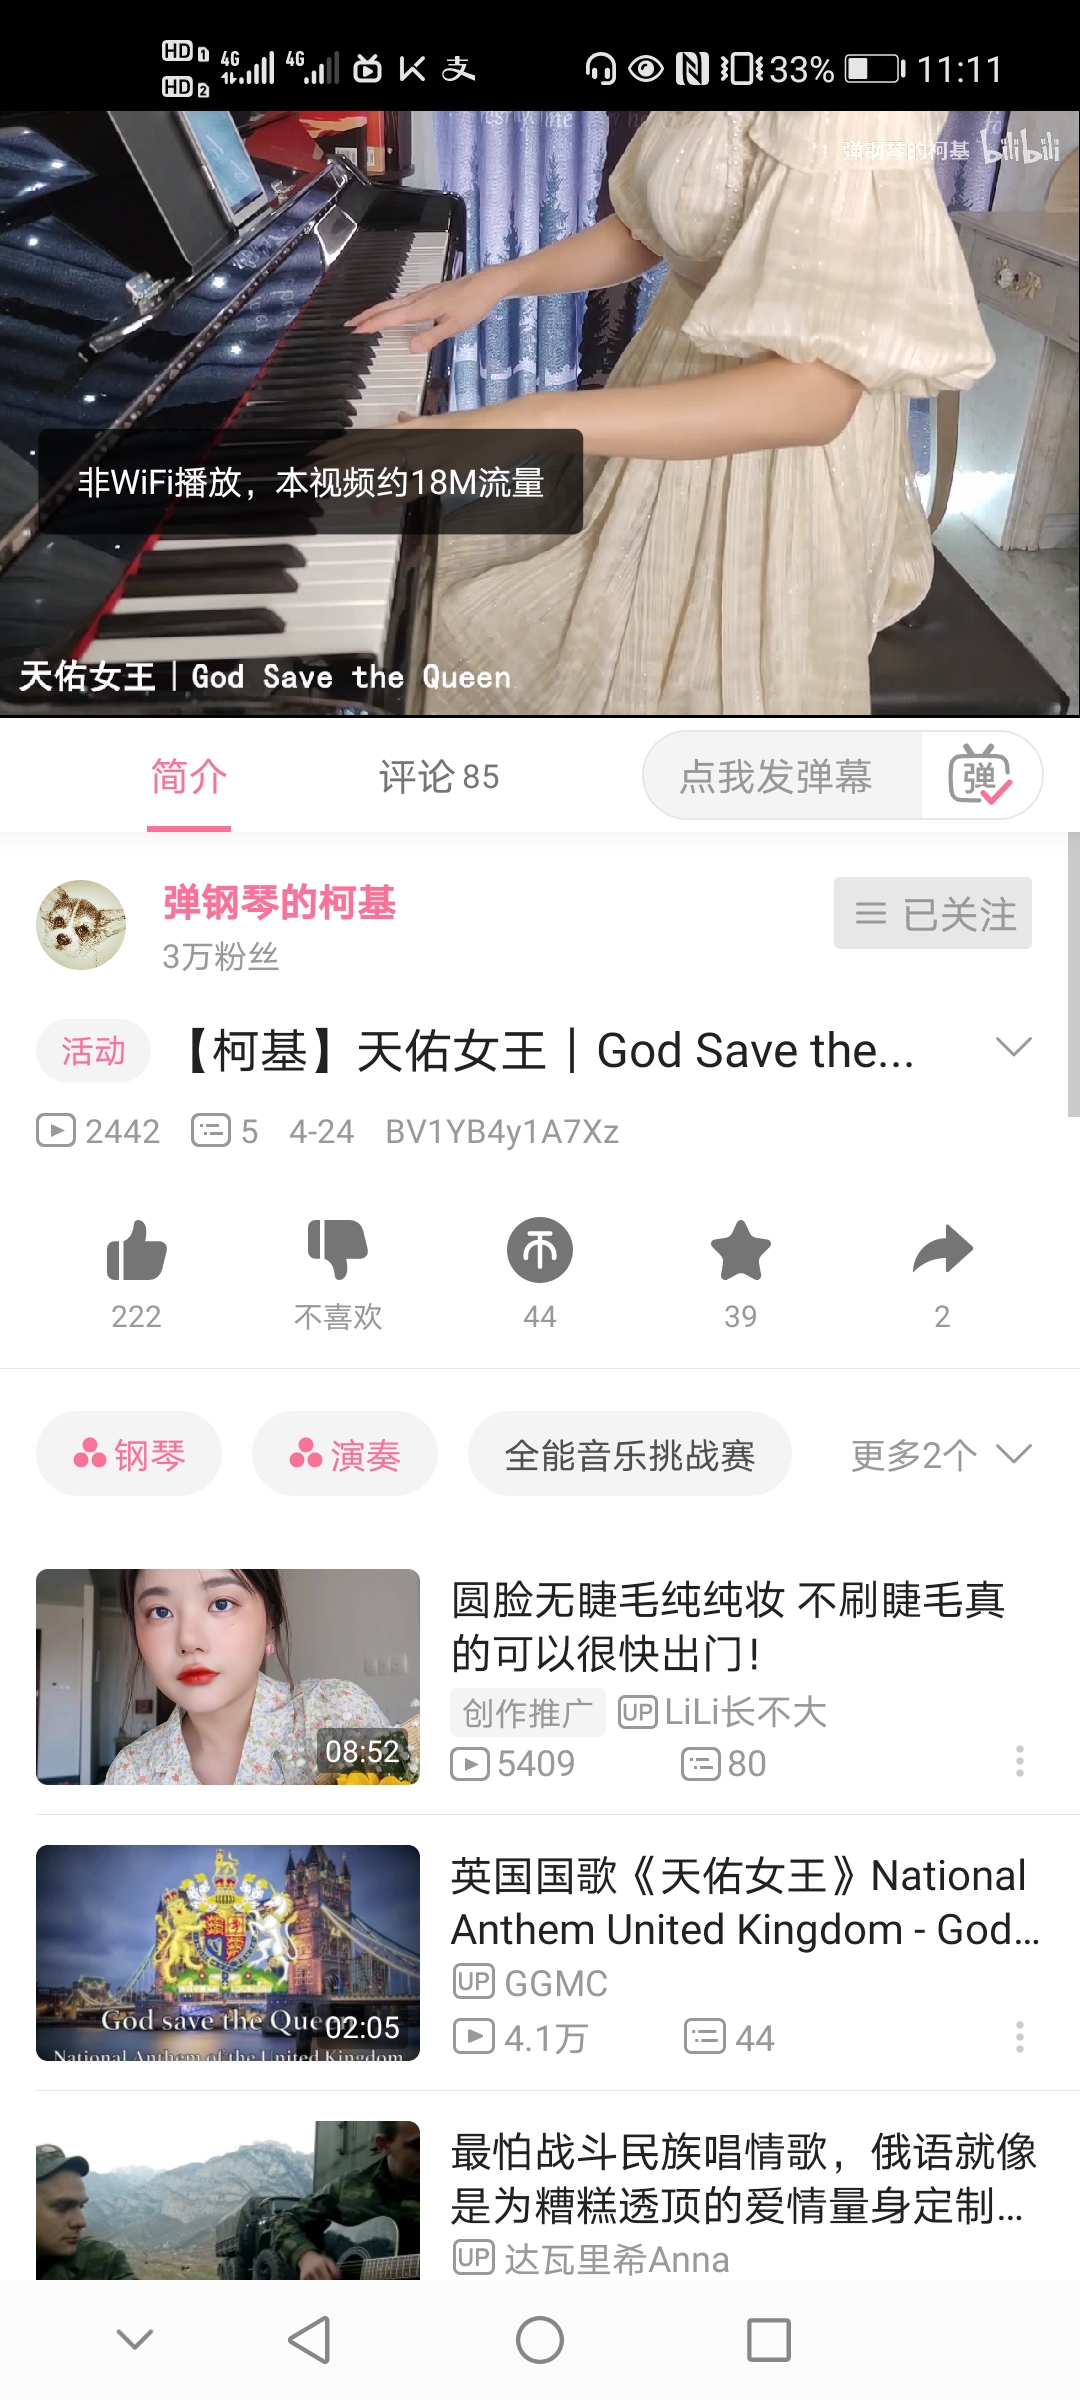 HD 1 4G 4G 支 33% 11:11
HD 2
弹钢琴的柯基 bilibili
非WiFi播放，本视频约18M流量
天佑女王｜God Save the Queen
简介 评论 85 点我发弹幕 弹
弹钢琴的柯基
3万粉丝
已关注
活动 【柯基】天佑女王｜God Save the...
2442 5 4-24 BV1YB4y1A7Xz
222 不喜欢 44 39 2
钢琴 演奏 全能音乐挑战赛 更多2个
圆脸无睫毛纯纯妆 不刷睫毛真
的可以很快出门！
创作推广 UP LiLi长不大
08:52
5409 80
英国国歌《天佑女王》National
Anthem United Kingdom - God...
UP GGMC
God save the Queen
02:05
National Anthem of the United Kingdom
4.1万 44
最怕战斗民族唱情歌，俄语就像
是为糟糕透顶的爱情量身定制...
UP 达瓦里希Anna